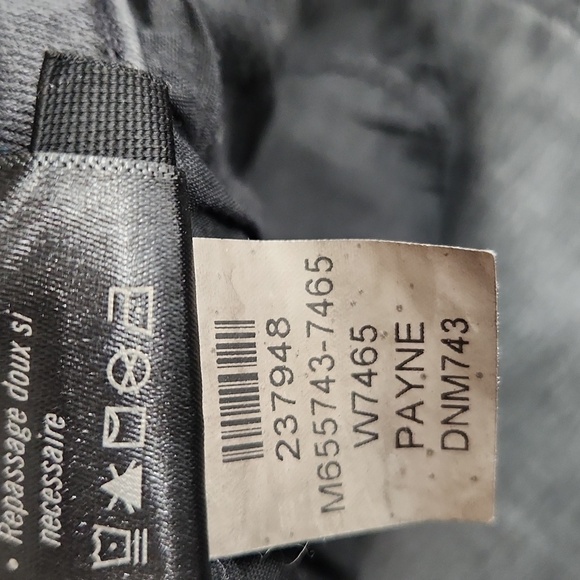 • Repassage doux si
necessaire
237948
M655743-7465
W7465
PAYNE
DNM743